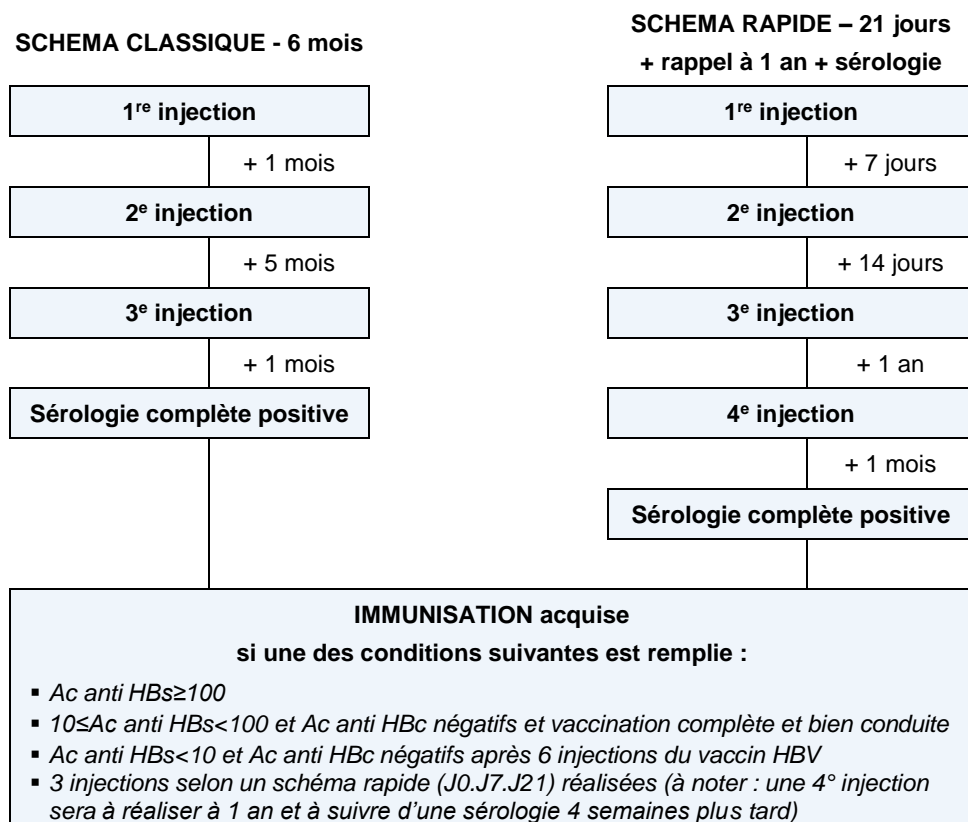 SCHEMA CLASSIQUE - 6 mois
1re injection
+ 1 mois
2e injection
+ 5 mois
3e injection
+ 1 mois
Sérologie complète positive
SCHEMA RAPIDE – 21 jours
+ rappel à 1 an + sérologie
1re injection
+ 7 jours
2e injection
+ 14 jours
3e injection
+ 1 an
4e injection
+ 1 mois
Sérologie complète positive
IMMUNISATION acquise
si une des conditions suivantes est remplie :
▪ Ac anti HBs≥100
▪ 10≤Ac anti HBs<100 et Ac anti HBc négatifs et vaccination complète et bien conduite
▪ Ac anti HBs<10 et Ac anti HBc négatifs après 6 injections du vaccin HBV
▪ 3 injections selon un schéma rapide (J0.J7.J21) réalisées (à noter : une 4° injection
sera à réaliser à 1 an et à suivre d'une sérologie 4 semaines plus tard)